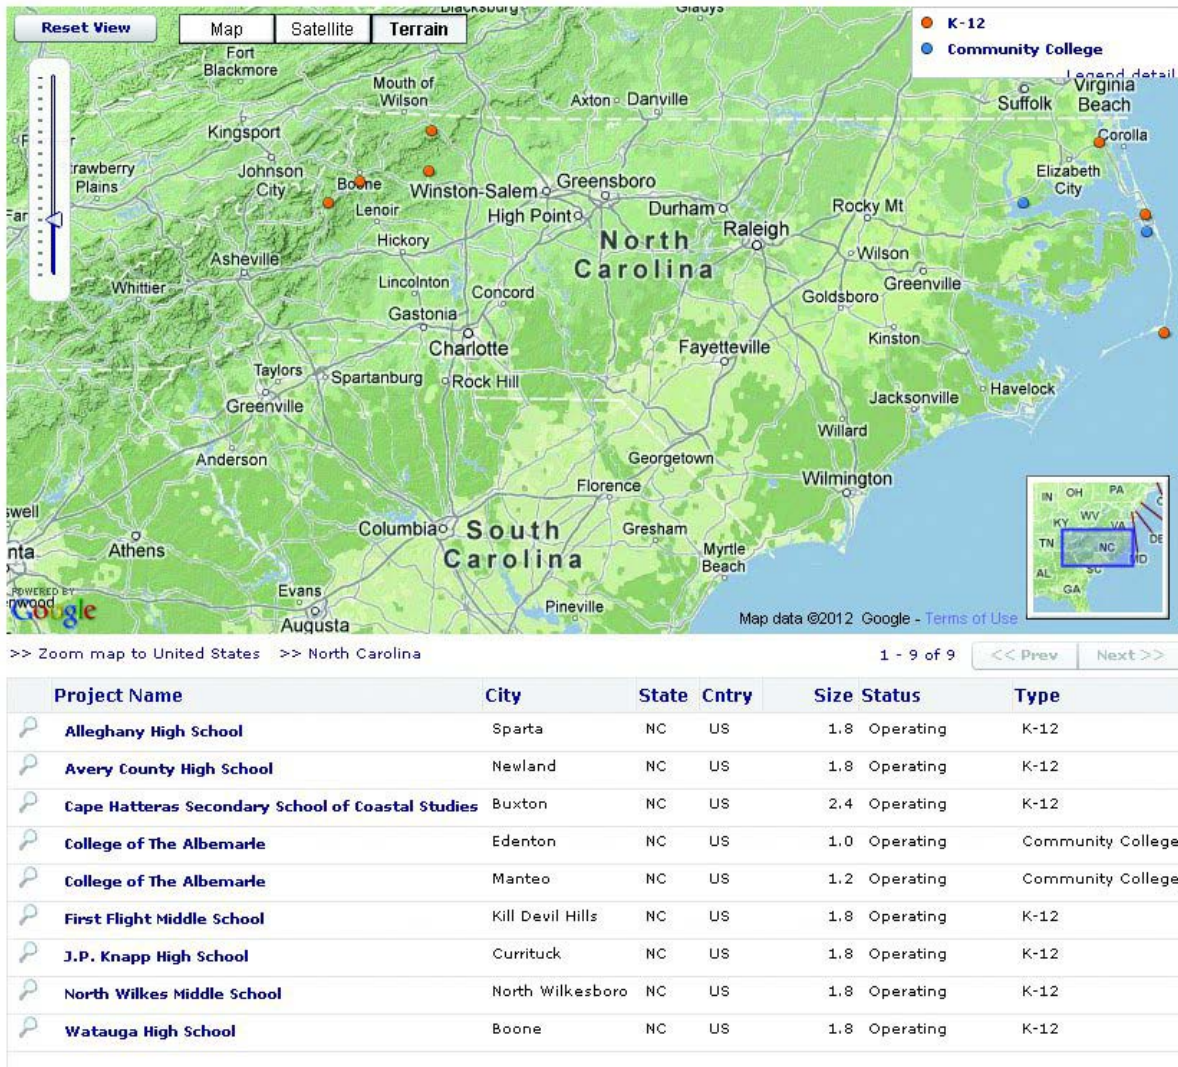 Blacksburg Gladys
Reset View Map Satellite Terrain
K-12
Community College
Legend detail
Fort
Blackmore
Mouth of
Wilson
Axton Danville
Suffolk
Virginia
Beach
Kingsport
Corolla
Strawberry
Plains
Johnson
City
Boone
Winston-Salem Greensboro
Elizabeth
City
Lenoir High Point Durham Rocky Mt
Raleigh
Hickory
North
Carolina
Wilson
Asheville
Whittier Lincolnton Concord Greenville
Goldsboro
Gastonia
Kinston
Charlotte Fayetteville
Taylors Spartanburg Rock Hill
Havelock
Jacksonville
Greenville
Willard
Anderson Georgetown
Wilmington
Florence
Columbia South
Carolina
Gresham
Athens
Myrtle
Beach
Evans
Pineville
Augusta
IN OH PA
KY WV VA
TN NC DE
MD
AL SC
GA
POWERED BY
Google
Map data ©2012 Google - Terms of Use
>> Zoom map to United States >> North Carolina 1 - 9 of 9 << Prev Next >>
Project Name City State Cntry Size Status Type
Alleghany High School Sparta NC US 1.8 Operating K-12
Avery County High School Newland NC US 1.8 Operating K-12
Cape Hatteras Secondary School of Coastal Studies Buxton NC US 2.4 Operating K-12
College of The Albemarle Edenton NC US 1.0 Operating Community College
College of The Albemarle Manteo NC US 1.2 Operating Community College
First Flight Middle School Kill Devil Hills NC US 1.8 Operating K-12
J.P. Knapp High School Currituck NC US 1.8 Operating K-12
North Wilkes Middle School North Wilkesboro NC US 1.8 Operating K-12
Watauga High School Boone NC US 1.8 Operating K-12